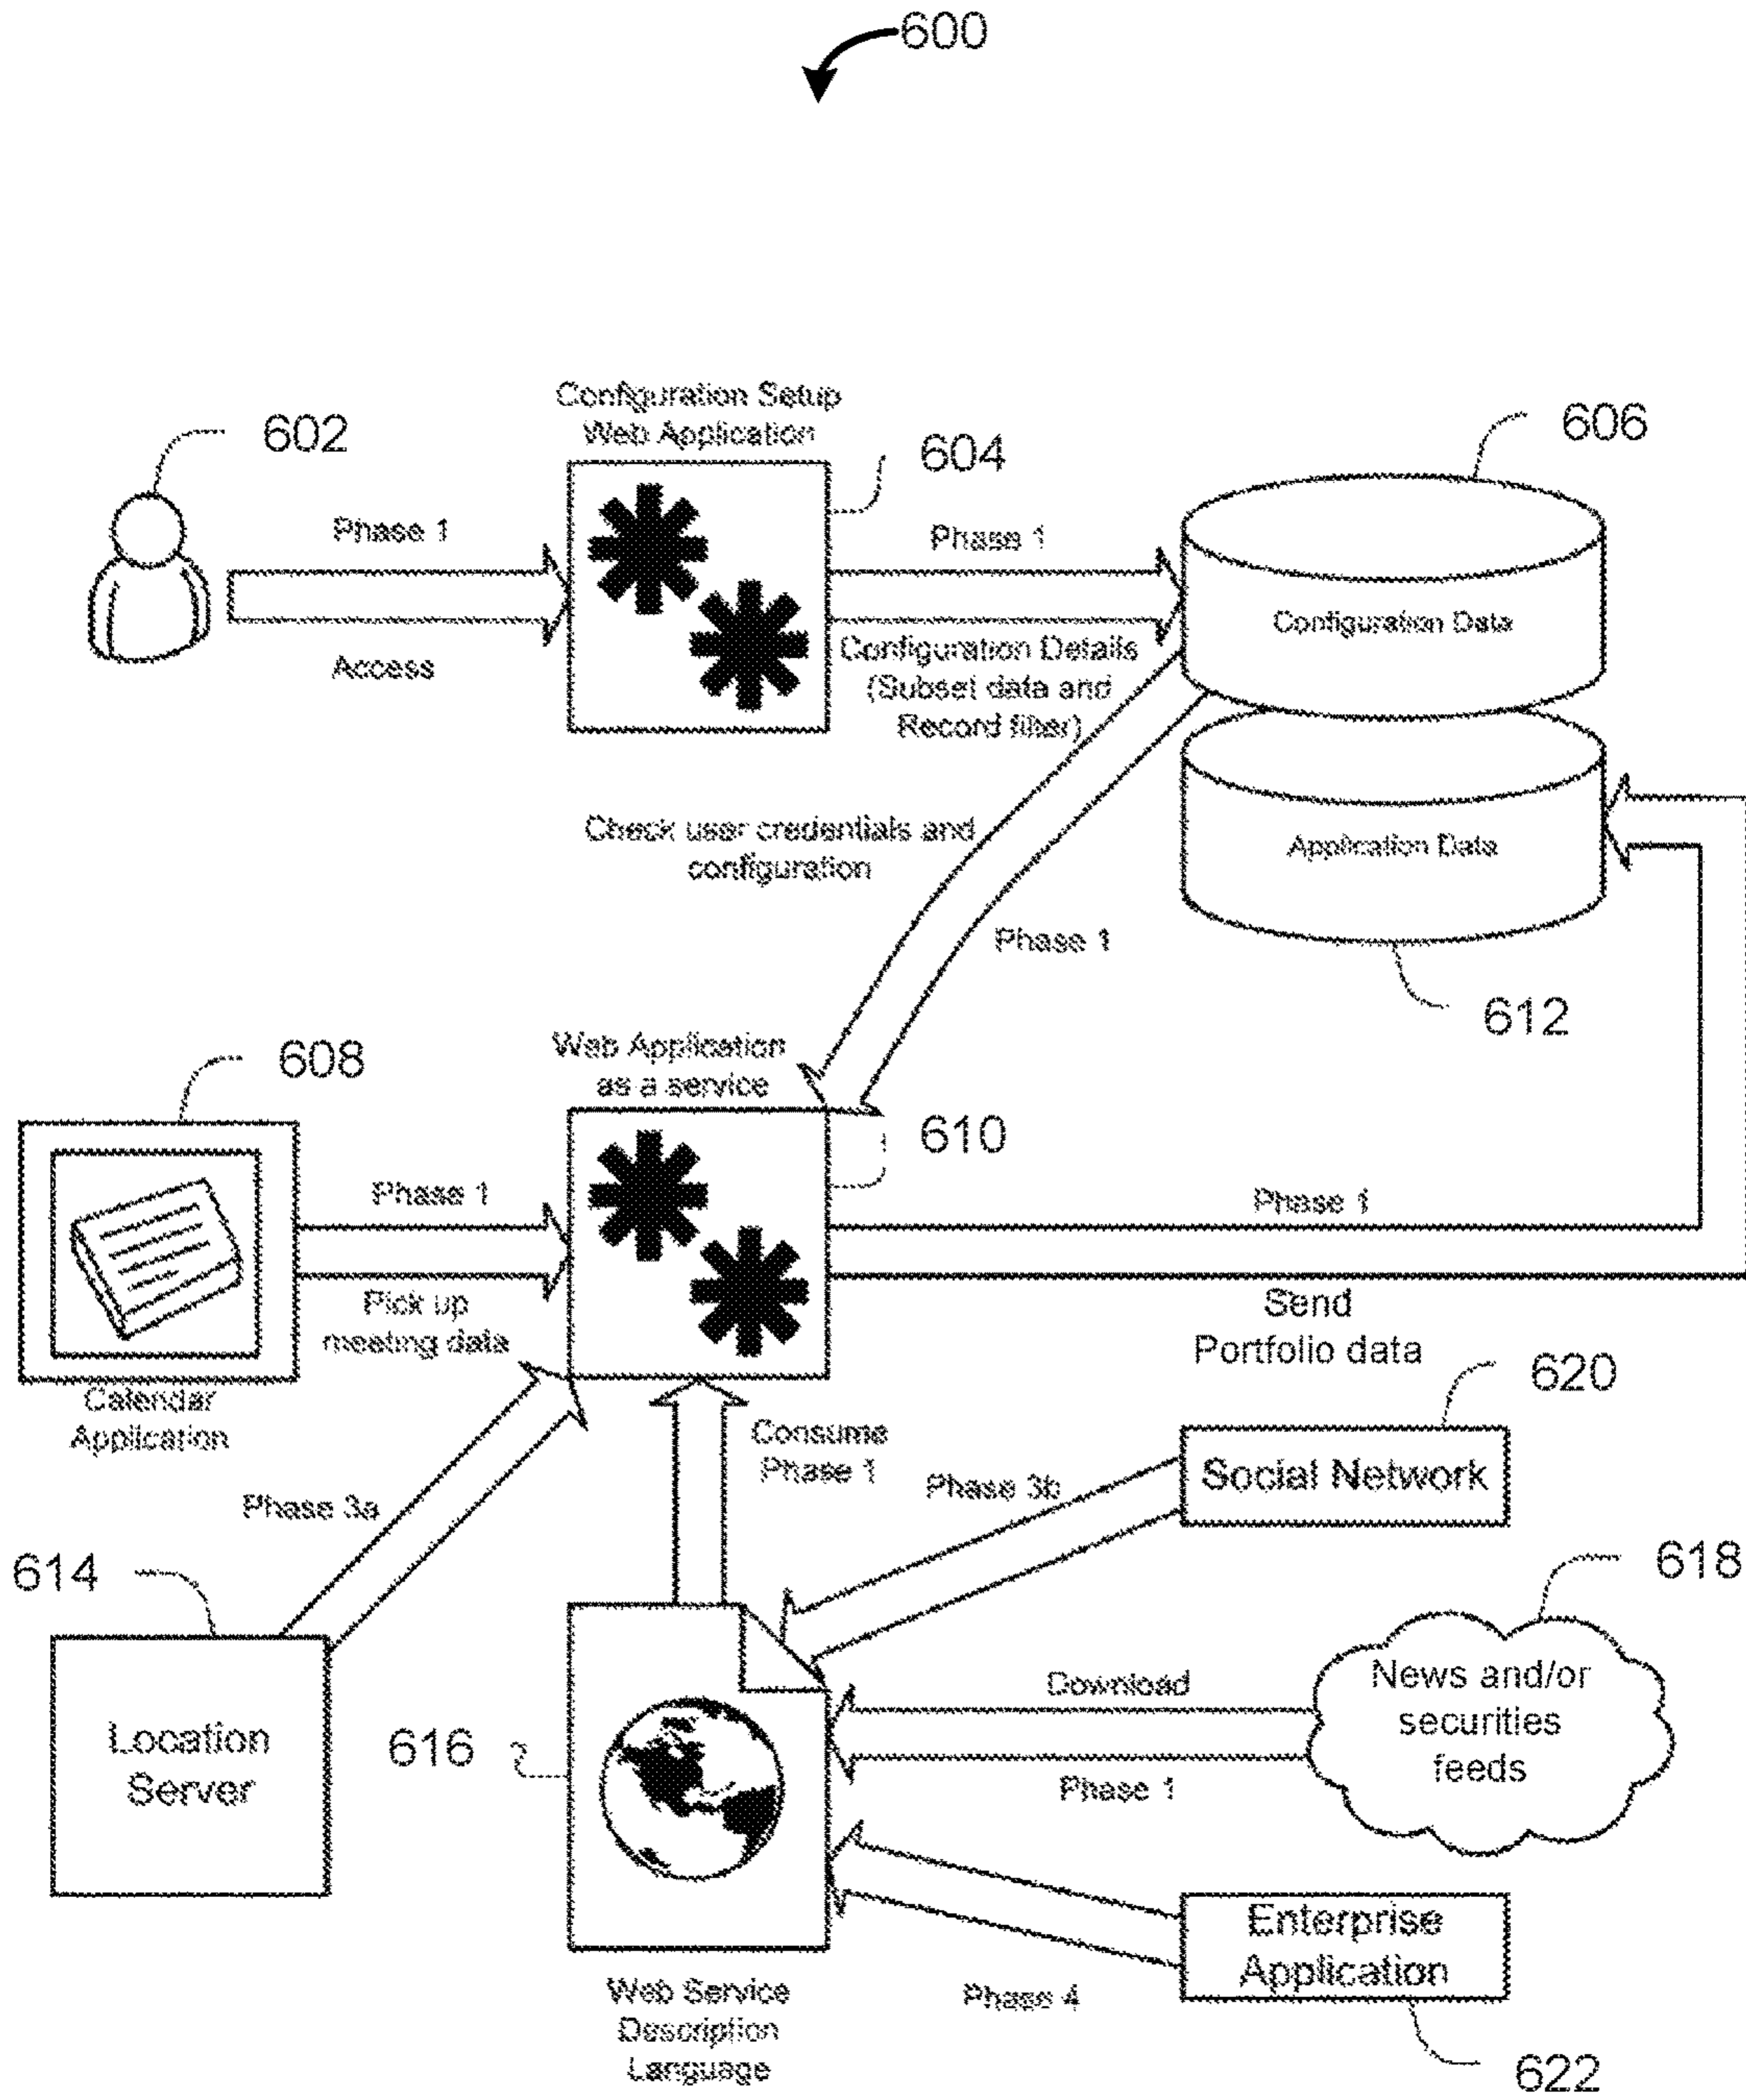 600
Configuration Setup
Web Application
602
604
606
Phase 1
Access
Phase 1
Configuration Details
(Subset data and
Record filter)
Configuration Data
Check user credentials and
configuration
Phase 1
Application Data
612
Web Application
as a service
608
610
Phase 1
Pick up
meeting data
Calendar
Application
Phase 1
Send
Portfolio data
620
Consume
Phase 1
Phase 3b
Social Network
Phase 3a
614
618
Location
Server
616
Download
Phase 1
News and/or
securities
feeds
Enterprise
Application
Phase 4
Web Service
Description
Language
622